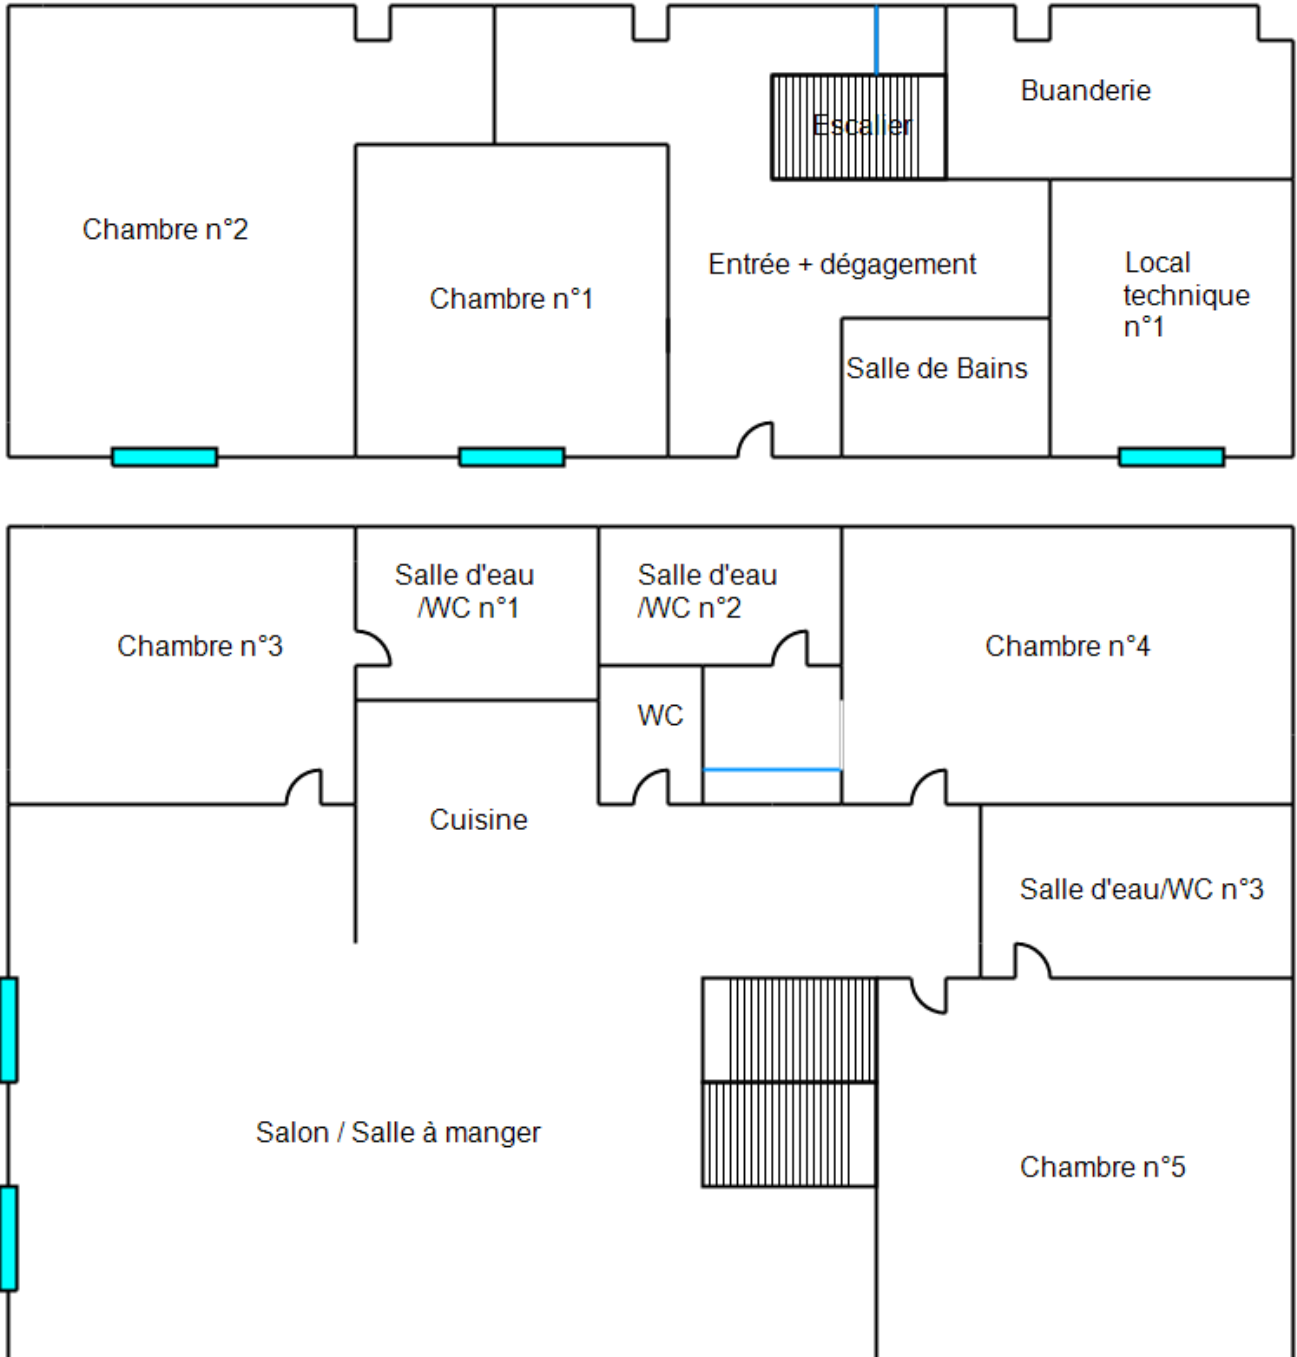 Buanderie
Escalier
Chambre n°2
Entrée + dégagement
Local
technique
n°1
Chambre n°1
Salle de Bains
Salle d'eau
/WC n°1
Salle d'eau
/WC n°2
Chambre n°3
Chambre n°4
WC
Cuisine
Salle d'eau/WC n°3
Salon / Salle à manger
Chambre n°5